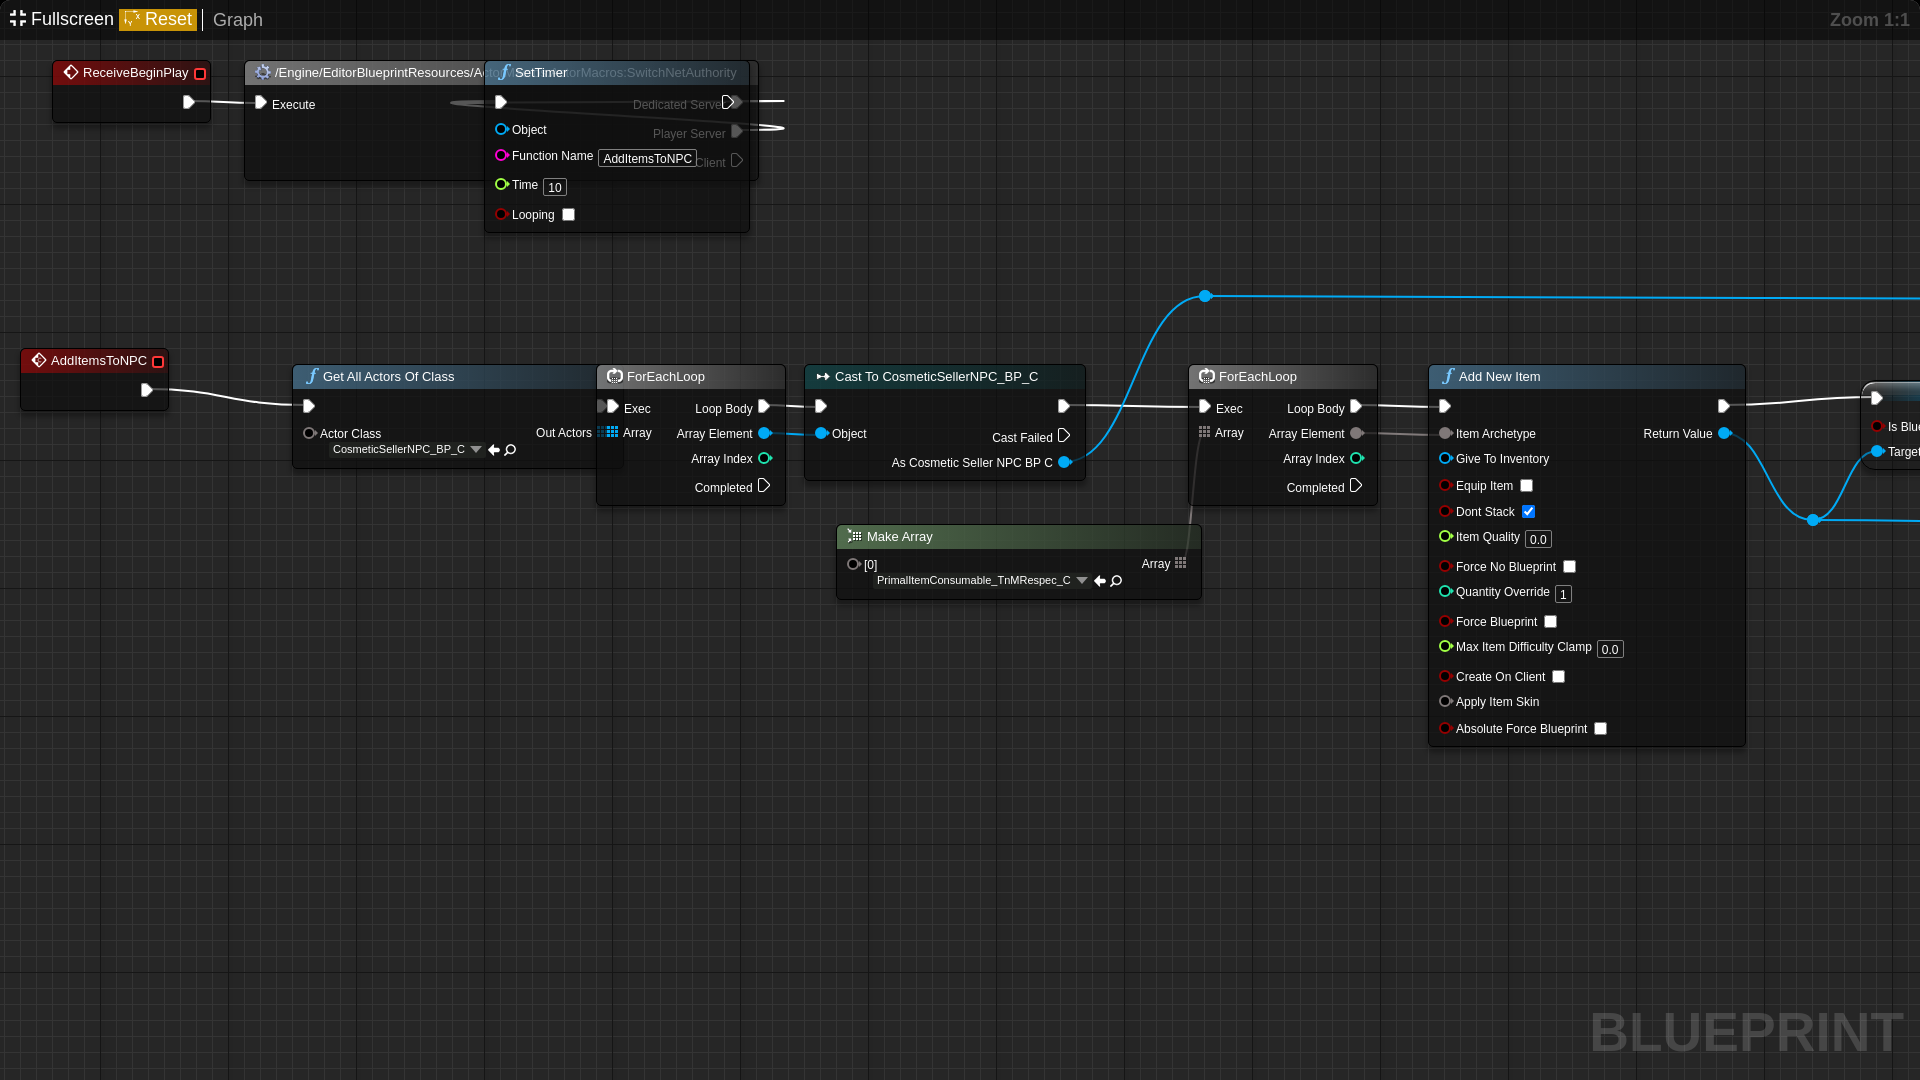 Fullscreen Reset Graph Zoom 1:1
ReceiveBeginPlay
/Engine/EditorBlueprintResources/ActorMacros:SwitchNetAuthority
Execute
Dedicated Server
Player Server
Client
SetTimer
Object
Function Name AddItemsToNPC
Time 10
Looping
AddItemsToNPC
Get All Actors Of Class
Actor Class Out Actors
CosmeticSellerNPC_BP_C
ForEachLoop
Exec Loop Body
Array Array Element
Array Index
Completed
Cast To CosmeticSellerNPC_BP_C
Object
Cast Failed
As Cosmetic Seller NPC BP C
Make Array
[0] Array
PrimalItemConsumable_TnMRespec_C
ForEachLoop
Exec Loop Body
Array Array Element
Array Index
Completed
Add New Item
Item Archetype Return Value
Give To Inventory
Equip Item
Dont Stack
Item Quality 0.0
Force No Blueprint
Quantity Override 1
Force Blueprint
Max Item Difficulty Clamp 0.0
Create On Client
Apply Item Skin
Absolute Force Blueprint
Is Blue
Target
BLUEPRINT